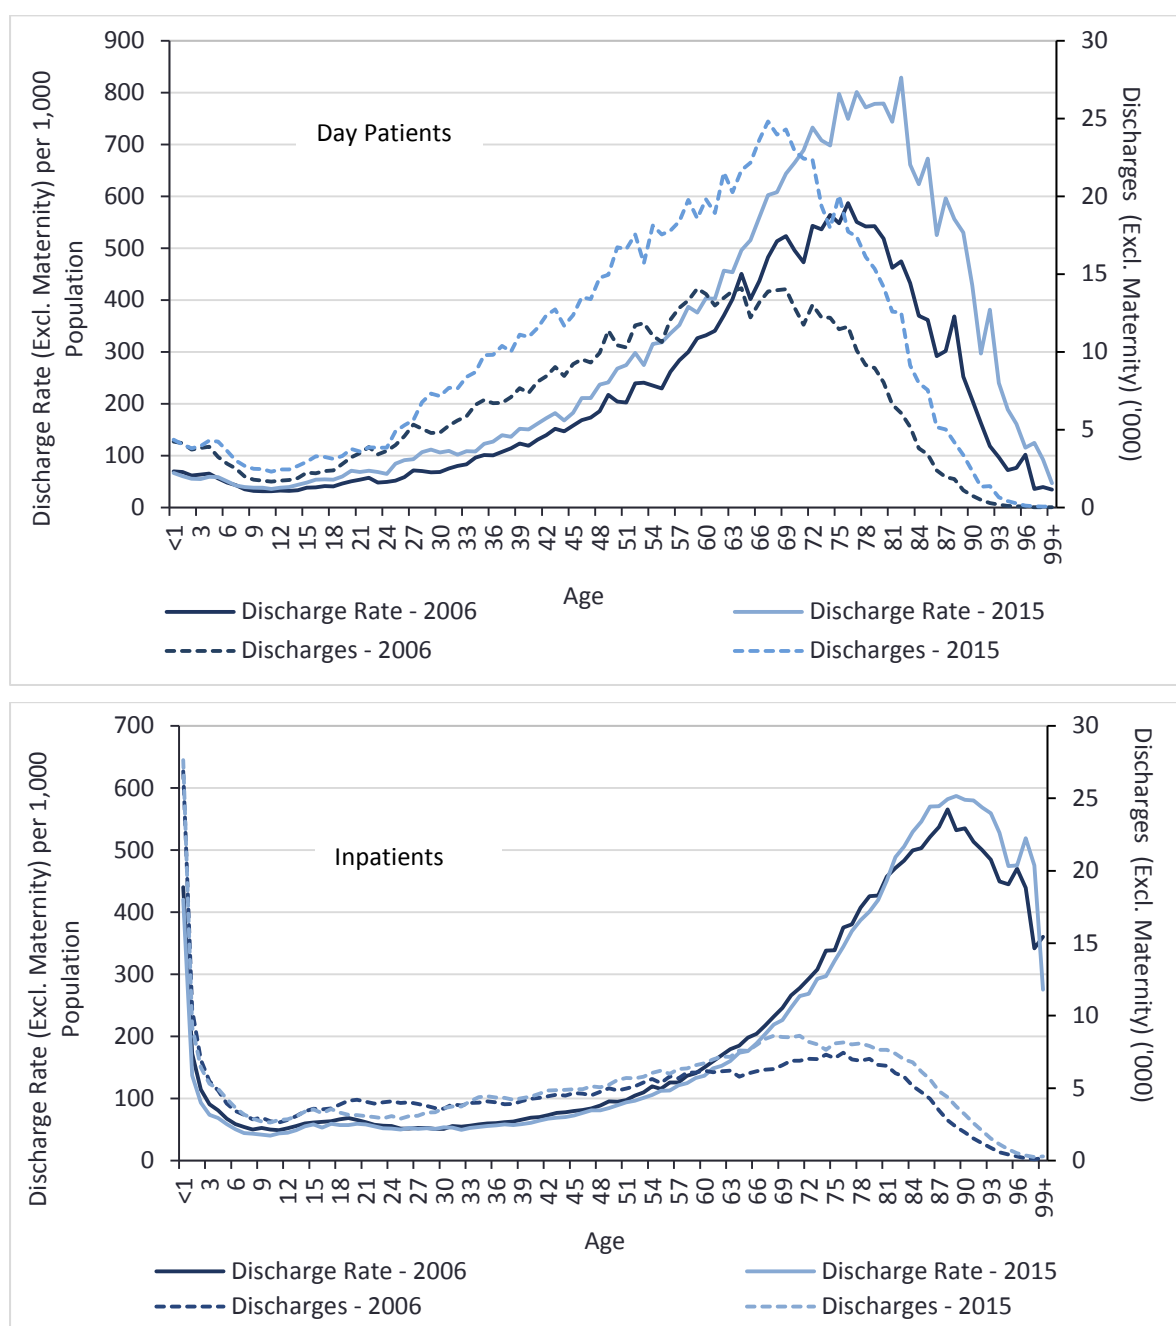 Discharge Rate (Excl. Maternity) per 1,000
Population
900
800
700
600
500
400
300
200
100
0
Day Patients
30
25
20
15
10
5
0
Discharges (Excl. Maternity) ('000)
<1 3 6 9 12 15 18 21 24 27 30 33 36 39 42 45 48 51 54 57 60 63 66 69 72 75 78 81 84 87 90 93 96 99+
Age
Discharge Rate - 2006
Discharge Rate - 2015
Discharges - 2006
Discharges - 2015
Discharge Rate (Excl. Maternity) per 1,000
Population
700
600
500
400
300
200
100
0
Inpatients
30
25
20
15
10
5
0
Discharges (Excl. Maternity) ('000)
<1 3 6 9 12 15 18 21 24 27 30 33 36 39 42 45 48 51 54 57 60 63 66 69 72 75 78 81 84 87 90 93 96 99+
Age
Discharge Rate - 2006
Discharge Rate - 2015
Discharges - 2006
Discharges - 2015